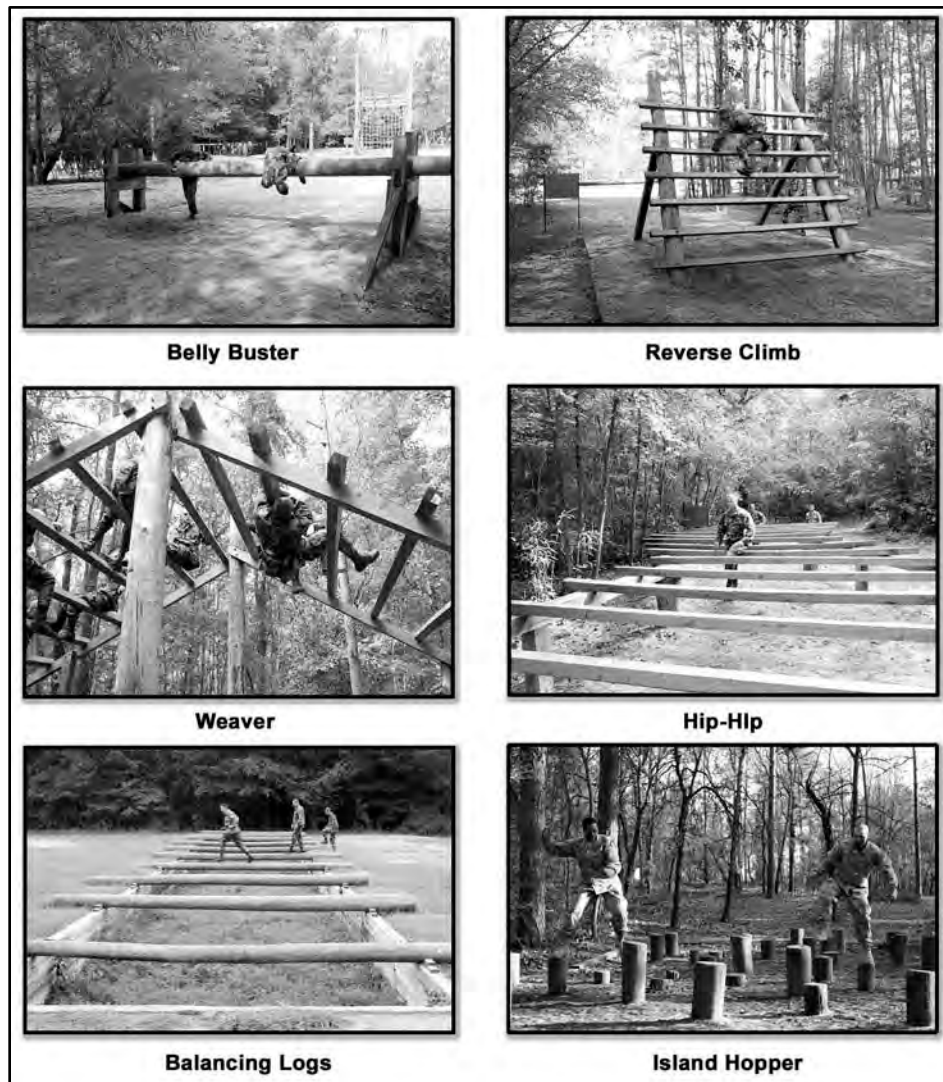 Belly Buster
Reverse Climb
Weaver
Hip-HIp
Balancing Logs
Island Hopper